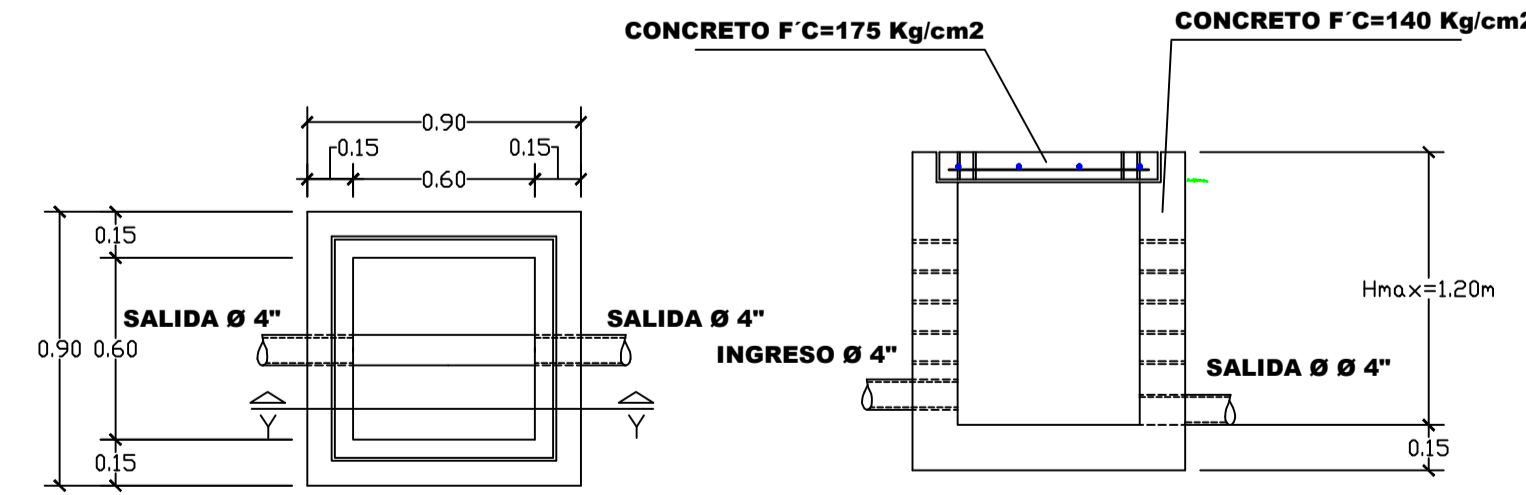 CONCRETO F´C=175 Kg/cm2
CONCRETO F´C=140 Kg/cm2
0.90
0.15
0.15
0.60
0.15
SALIDA Ø 4"
SALIDA Ø 4"
0.90
0.60
0.15
Y
Y
Hmax=1.20m
INGRESO Ø 4"
SALIDA Ø Ø 4"
0.15